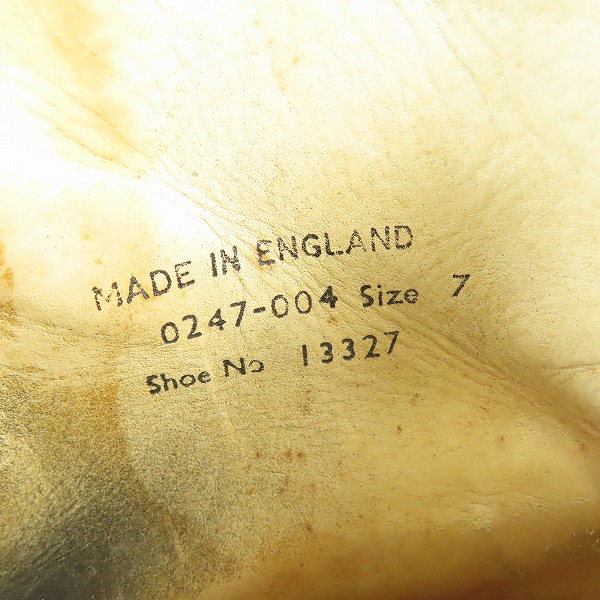 MADE IN ENGLAND
0247-004 Size 7
Shoe No 13327